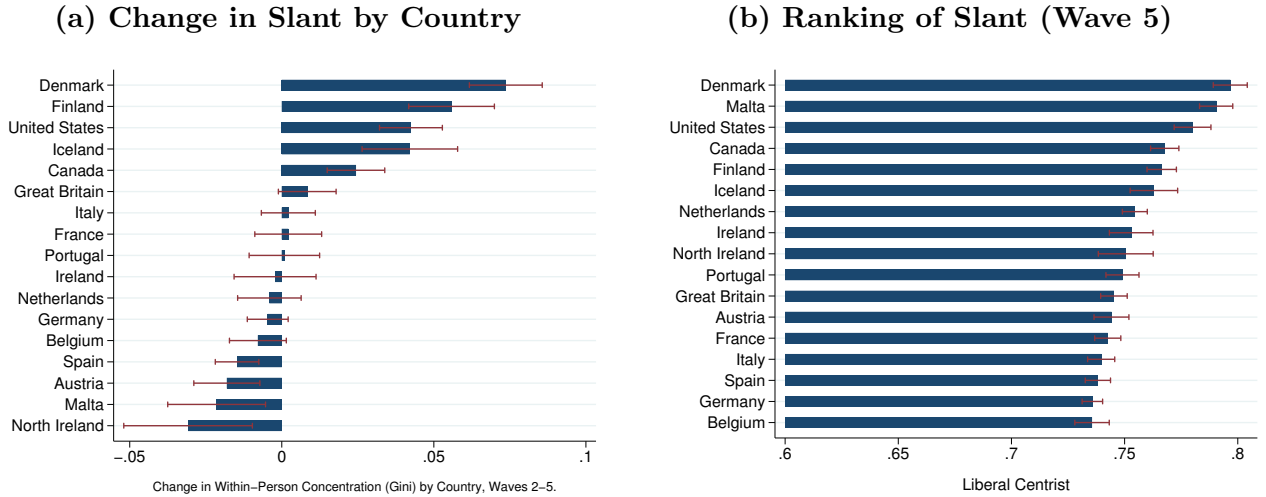 (a) Change in Slant by Country
Denmark
Finland
United States
Iceland
Canada
Great Britain
Italy
France
Portugal
Ireland
Netherlands
Germany
Belgium
Spain
Austria
Malta
North Ireland
−.05 0 .05 .1
Change in Within−Person Concentration (Gini) by Country, Waves 2−5.
(b) Ranking of Slant (Wave 5)
Denmark
Malta
United States
Canada
Finland
Iceland
Netherlands
Ireland
North Ireland
Portugal
Great Britain
Austria
France
Italy
Spain
Germany
Belgium
.6 .65 .7 .75 .8
Liberal Centrist